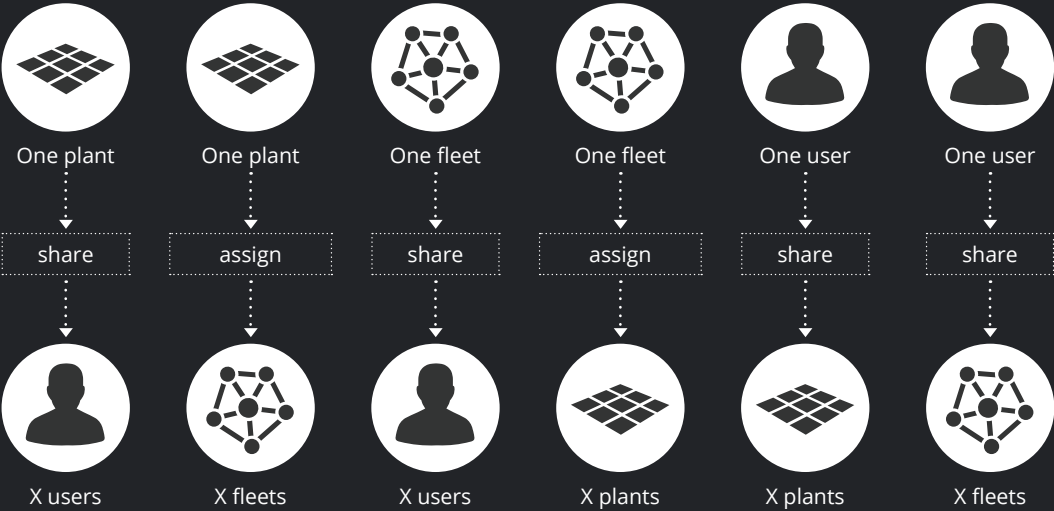 One plant
One plant
One fleet
One fleet
One user
One user
share
assign
share
assign
share
share
X users
X fleets
X users
X plants
X plants
X fleets